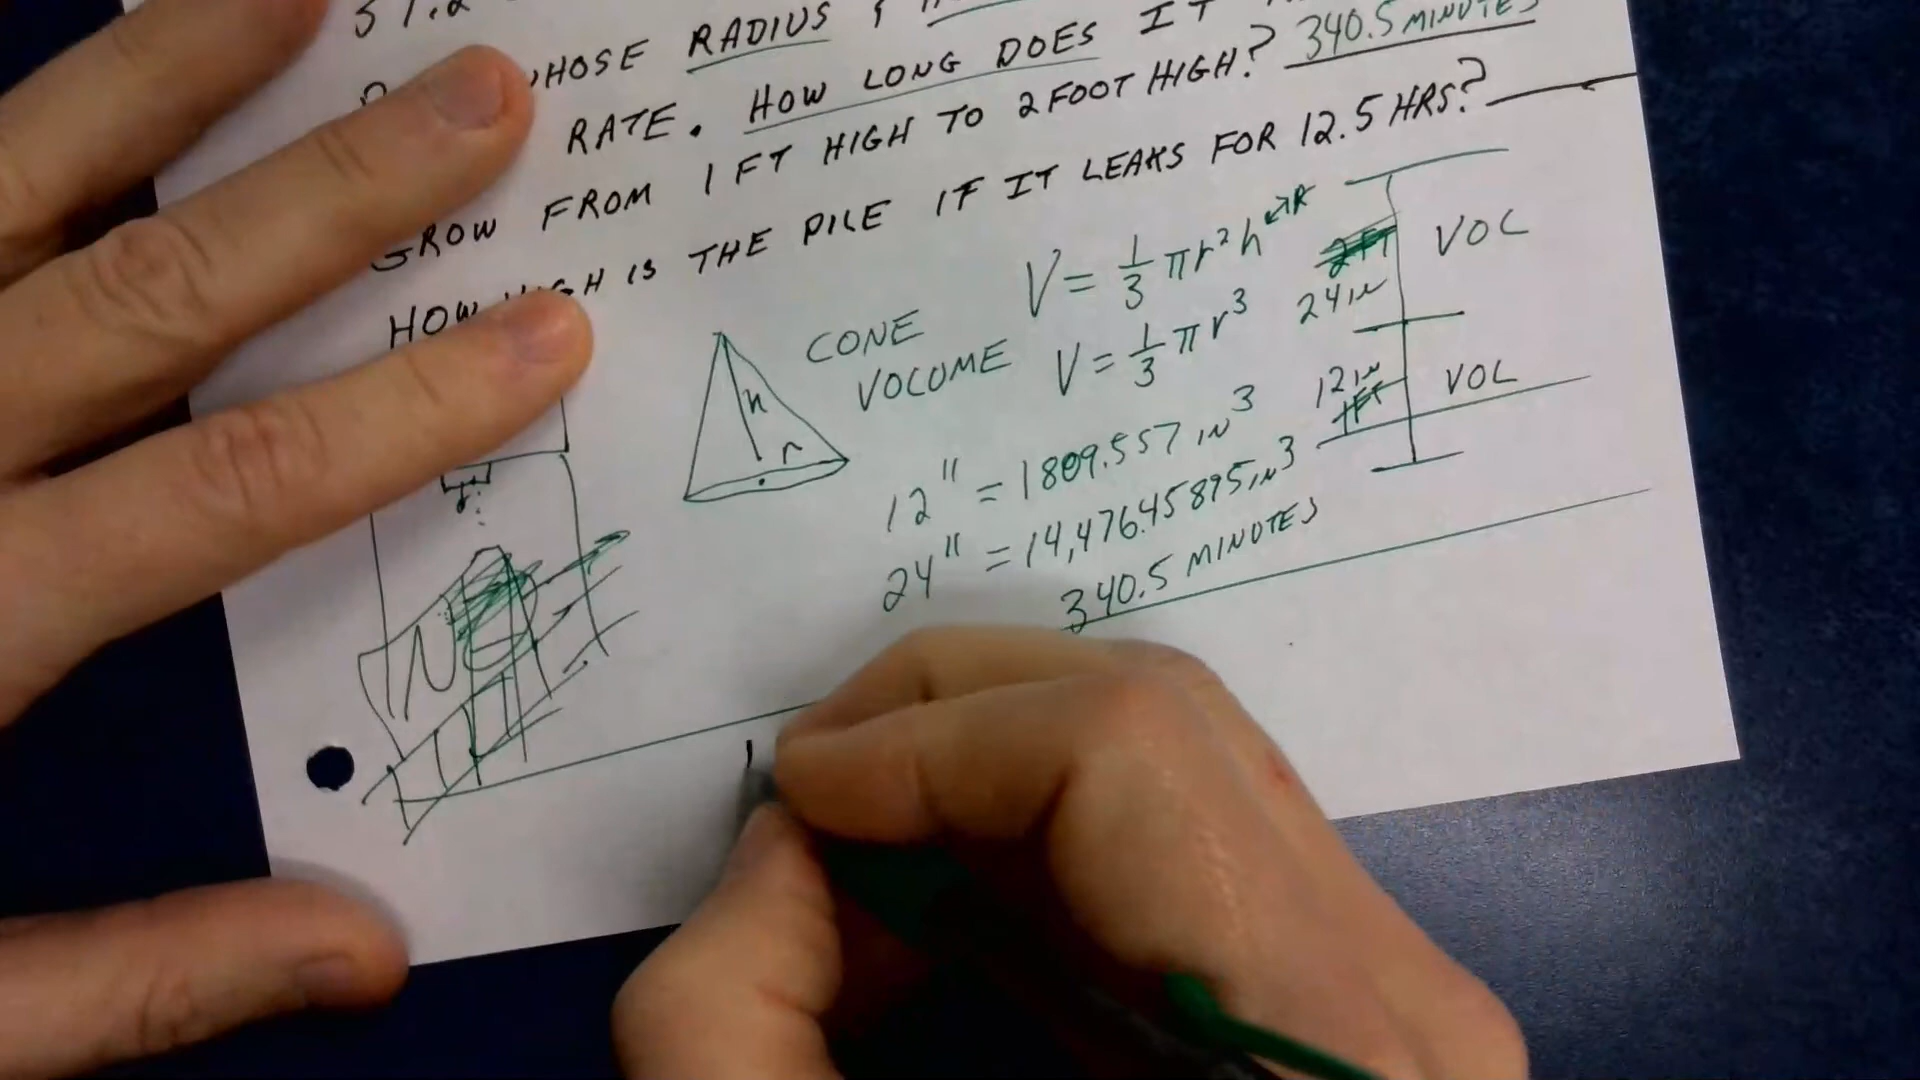 37.2
WHOSE RADIUS
RATE. HOW LONG DOES IT
GROW FROM 1 FT HIGH TO 2 FOOT HIGH? 340.5 MINUTES
HOW HIGH IS THE PILE IF IT LEAKS FOR 12.5 HRS?
V = 1/3 πr²h ↔R
CONE
VOLUME
V = 1/3 πr³
h
r
2FT
24IN
VOL
12IN
1FT
VOL
12" = 1809.557 IN³
24" = 14,476.45895 IN³
340.5 MINUTES